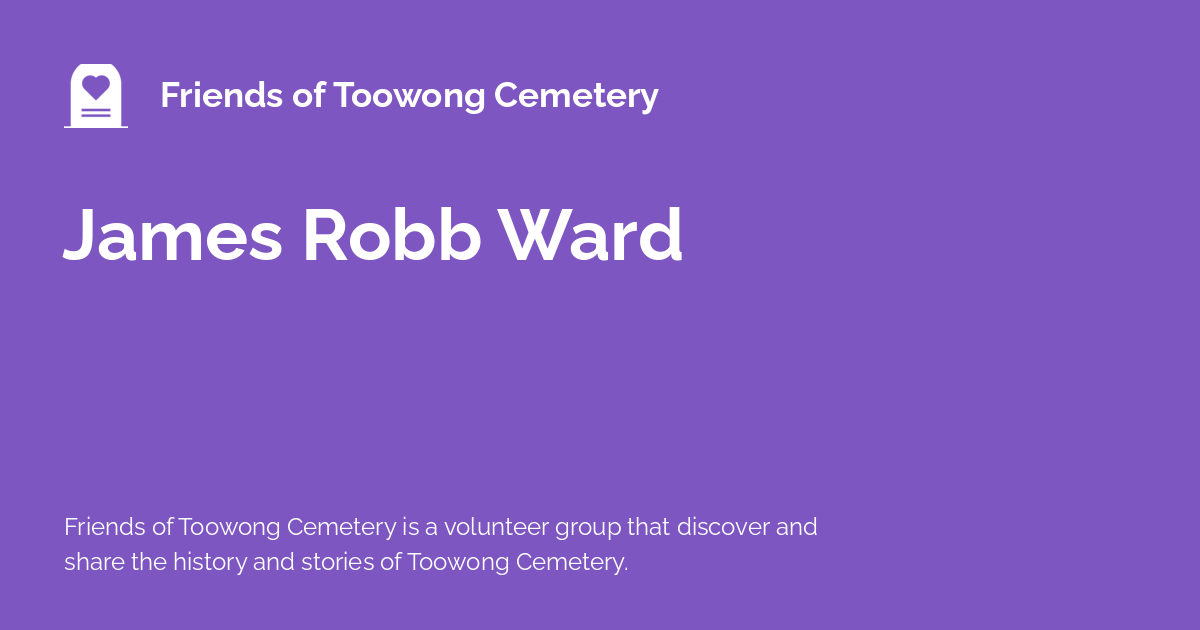 Friends of Toowong Cemetery
James Robb Ward
Friends of Toowong Cemetery is a volunteer group that discover and
share the history and stories of Toowong Cemetery.